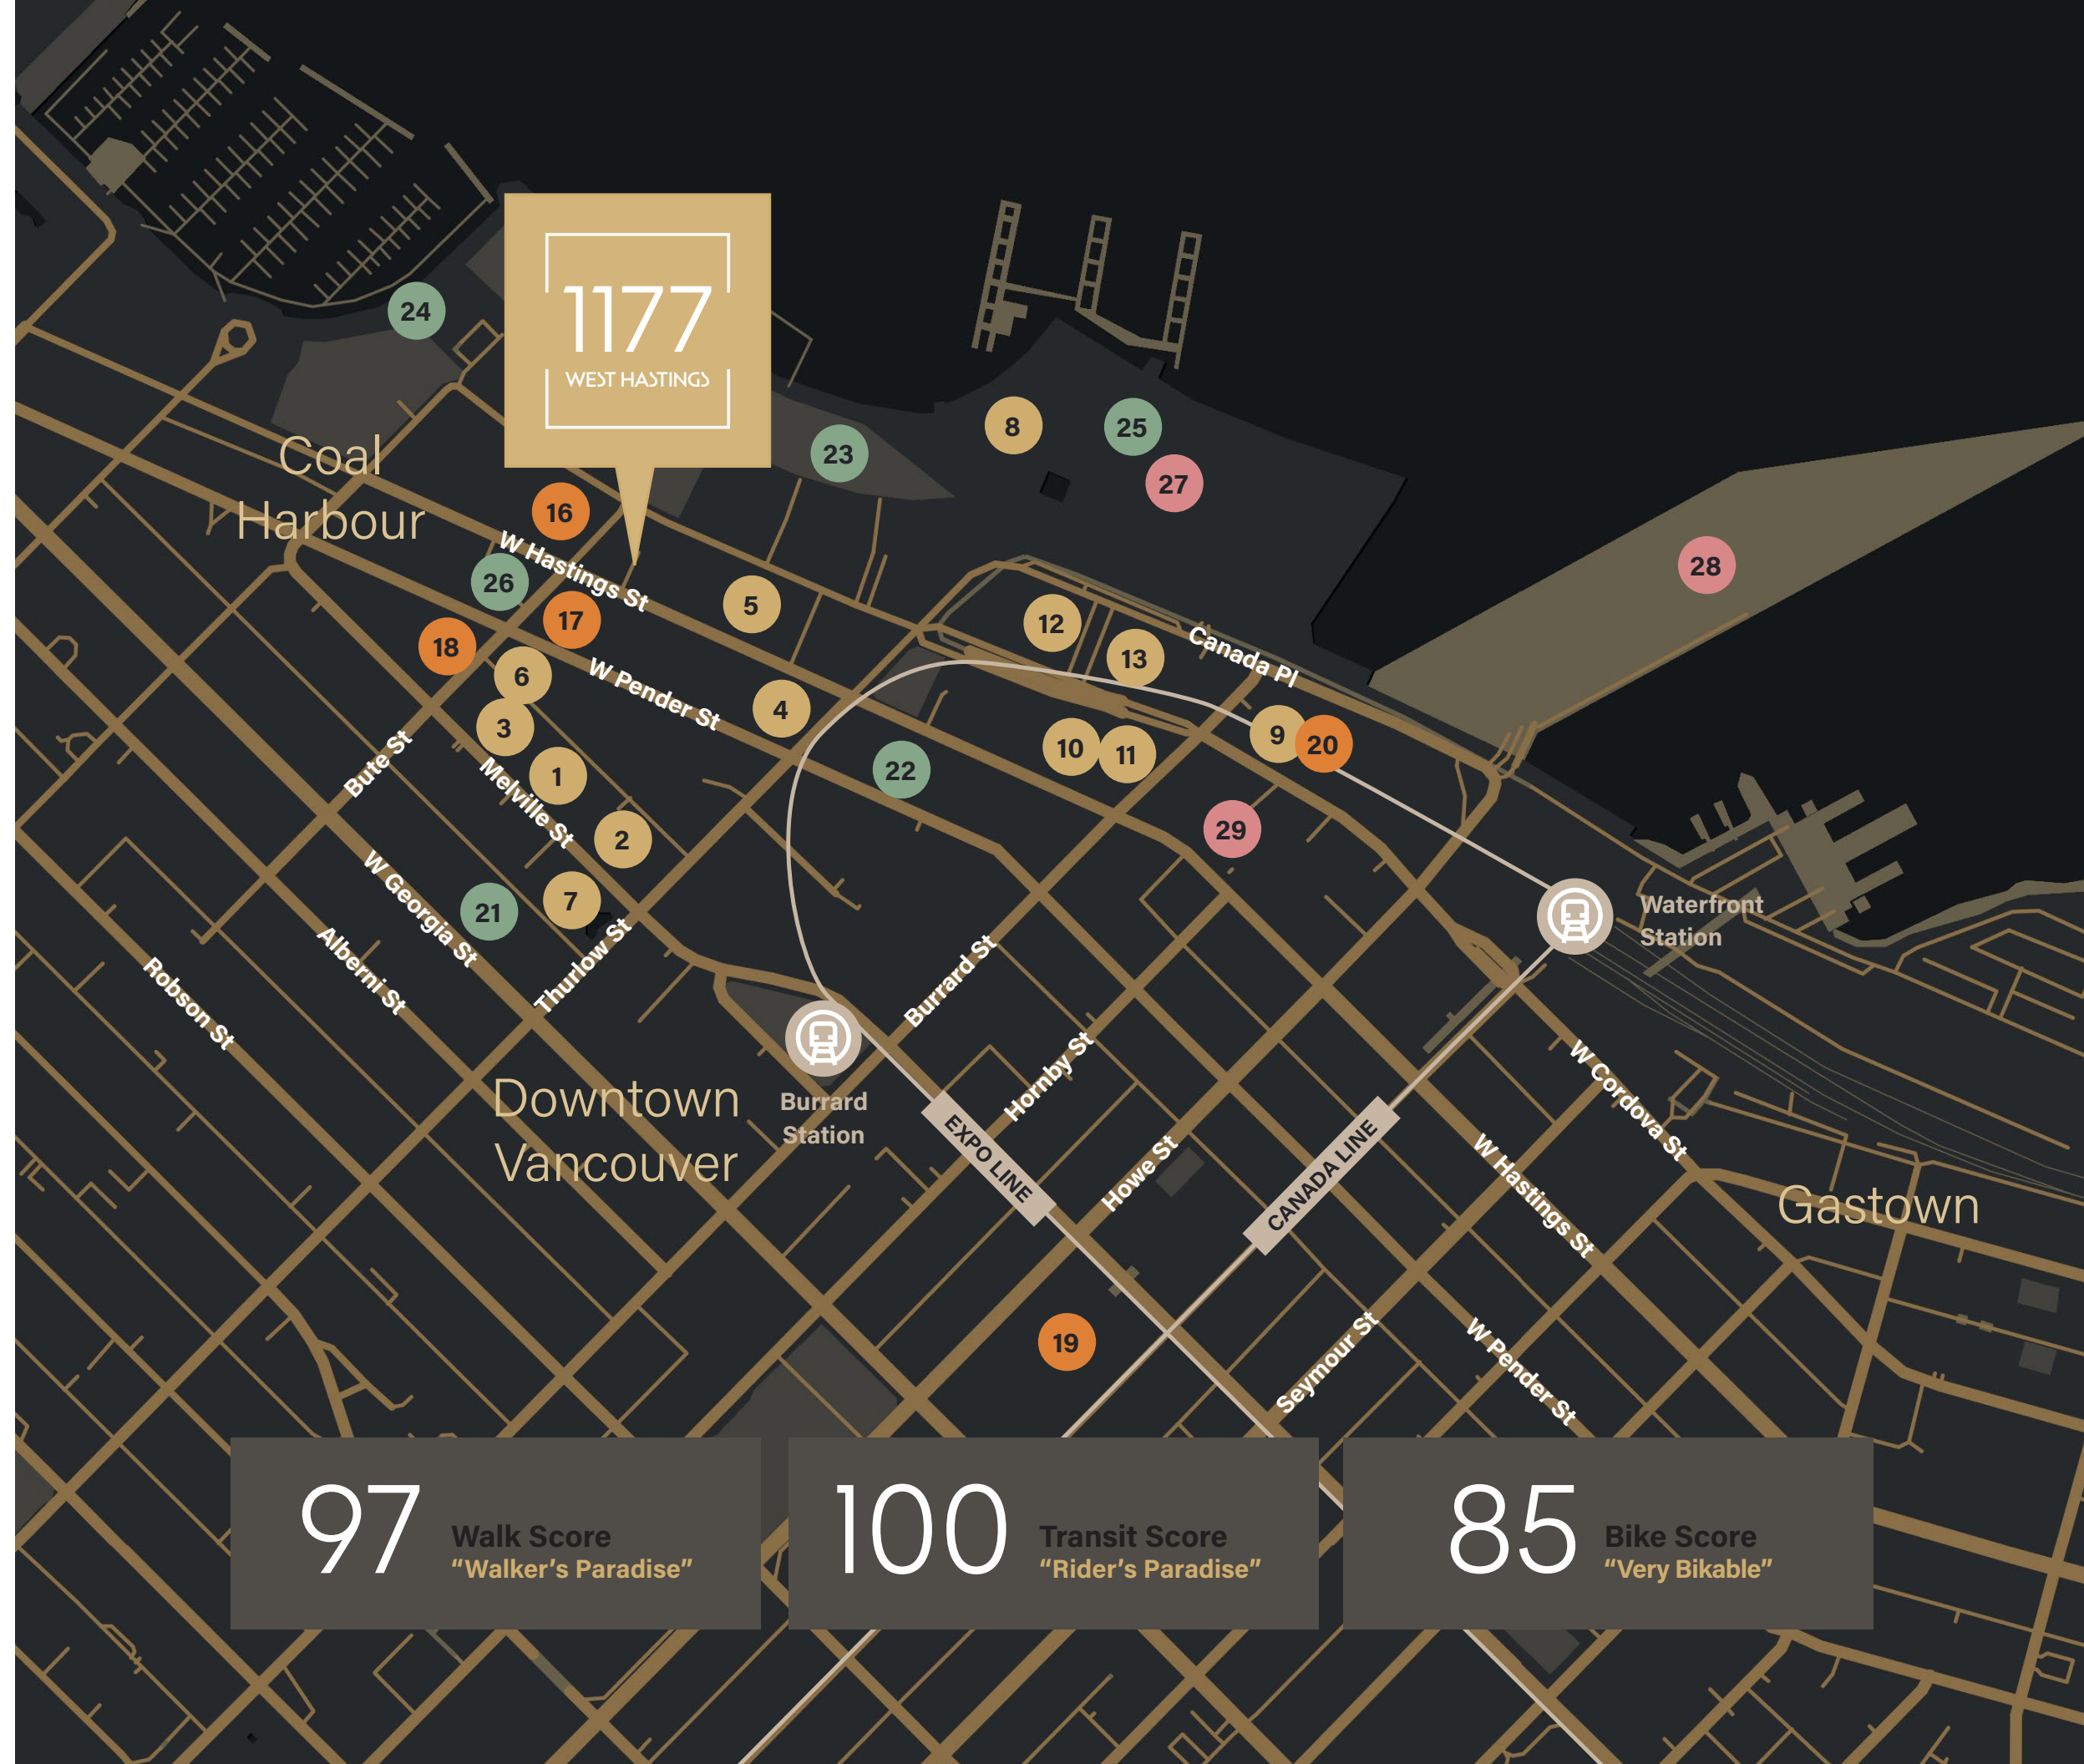 1177
WEST HASTINGS
24
8
25
23
27
Coal
Harbour
16
28
W Hastings St
26
5
17
12
18
13
Canada Pl
6
W Pender St
4
3
9
20
10
11
Bute St
22
1
Melville St
2
29
W Georgia St
21
7
Waterfront
Station
Thurlow St
Alberni St
Robson St
Burrard St
Downtown
Vancouver
Burrard
Station
Hornby St
EXPO LINE
Howe St
CANADA LINE
W Cordova St
W Hastings St
Gastown
19
Seymour St
W Pender St
97
Walk Score
“Walker’s Paradise”
100
Transit Score
“Rider’s Paradise”
85
Bike Score
“Very Bikable”